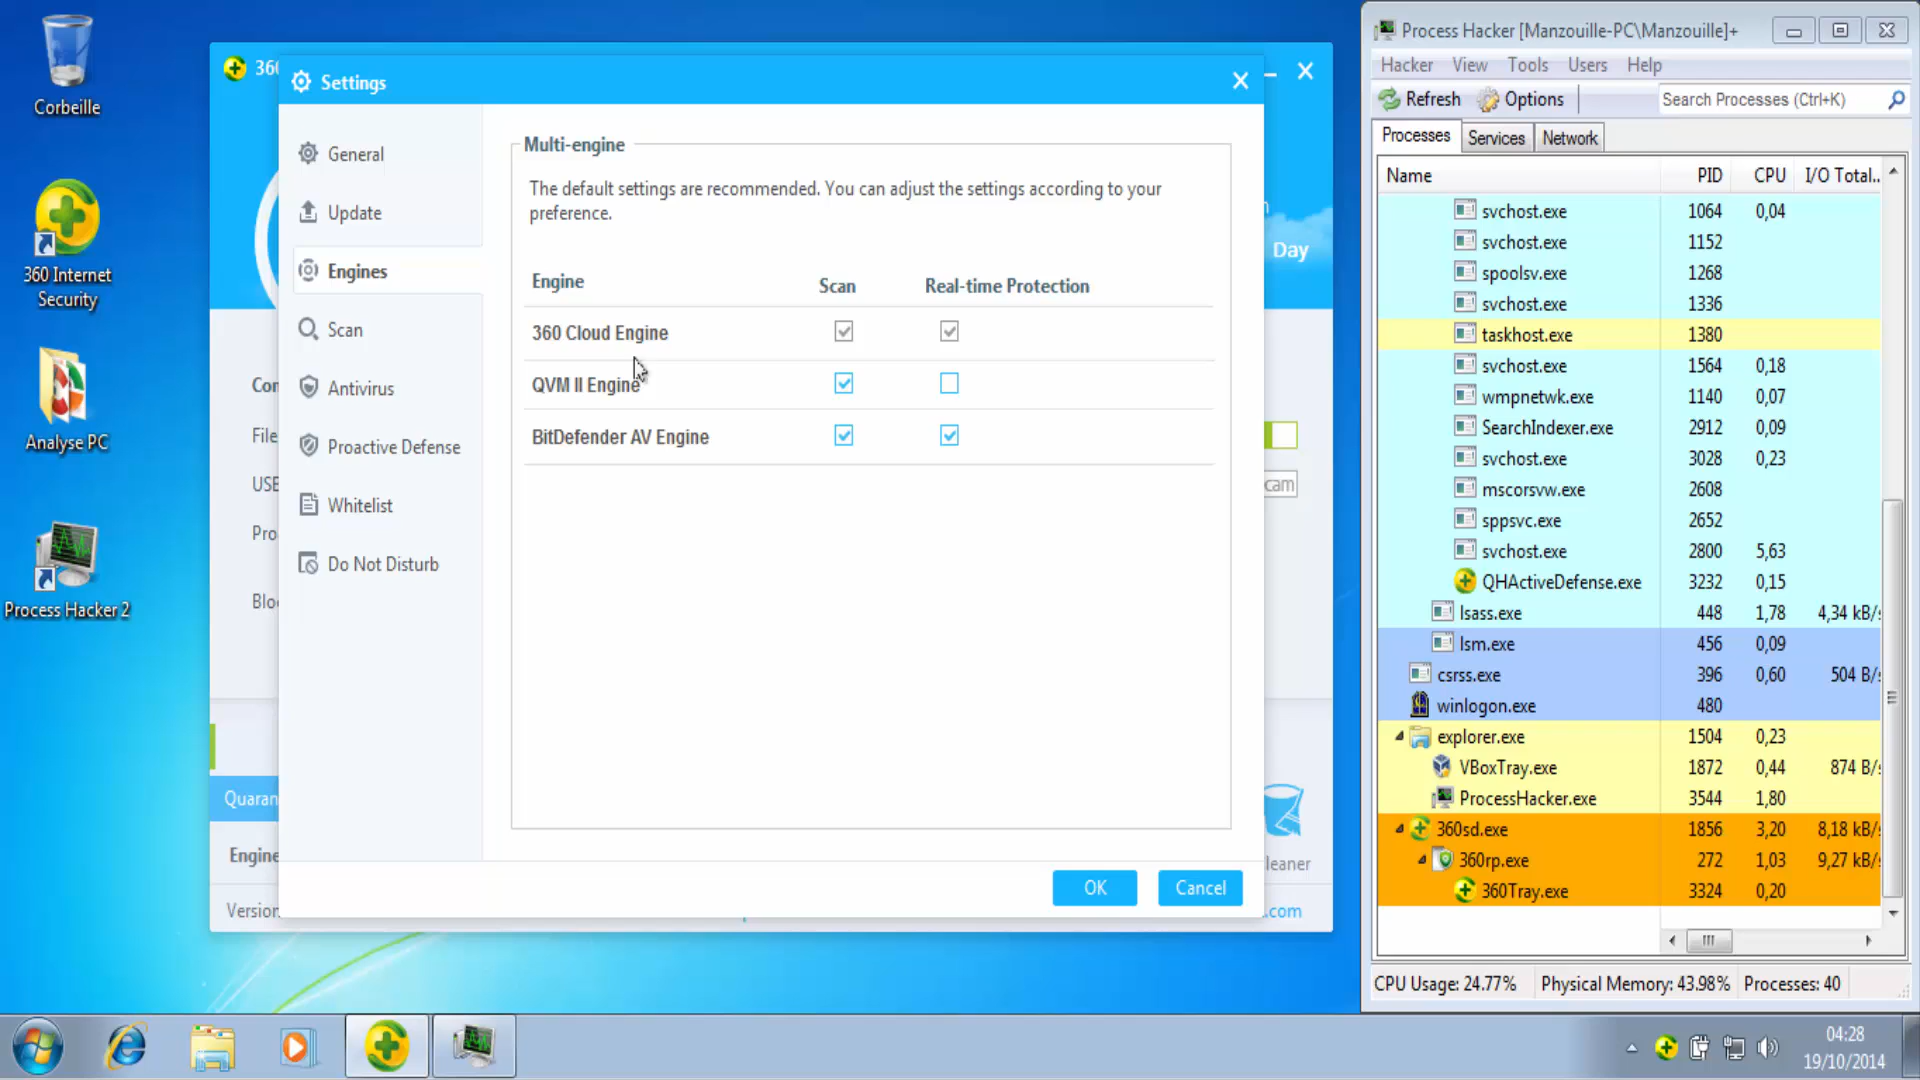 Corbeille
360 Internet
Security
Analyse PC
Process Hacker 2
360
Settings
General
Update
Engines
Scan
Antivirus
Proactive Defense
Whitelist
Do Not Disturb
Multi-engine
The default settings are recommended. You can adjust the settings according to your
preference.
Engine Scan Real-time Protection
360 Cloud Engine
QVM II Engine
BitDefender AV Engine
OK Cancel
Day
File
USB
Pro
Bloc
Quaran
Engine
Version
cam
leaner
.com
Process Hacker [Manzouille-PC\Manzouille]+
Hacker View Tools Users Help
Refresh Options Search Processes (Ctrl+K)
Processes Services Network
Name PID CPU I/O Total...
svchost.exe 1064 0,04
svchost.exe 1152
spoolsv.exe 1268
svchost.exe 1336
taskhost.exe 1380
svchost.exe 1564 0,18
wmpnetwk.exe 1140 0,07
SearchIndexer.exe 2912 0,09
svchost.exe 3028 0,23
mscorsvw.exe 2608
sppsvc.exe 2652
svchost.exe 2800 5,63
QHActiveDefense.exe 3232 0,15
lsass.exe 448 1,78 4,34 kB/s
lsm.exe 456 0,09
csrss.exe 396 0,60 504 B/s
winlogon.exe 480
explorer.exe 1504 0,23
VBoxTray.exe 1872 0,44 874 B/s
ProcessHacker.exe 3544 1,80
360sd.exe 1856 3,20 8,18 kB/s
360rp.exe 272 1,03 9,27 kB/s
360Tray.exe 3324 0,20
CPU Usage: 24.77% Physical Memory: 43.98% Processes: 40
04:28
19/10/2014